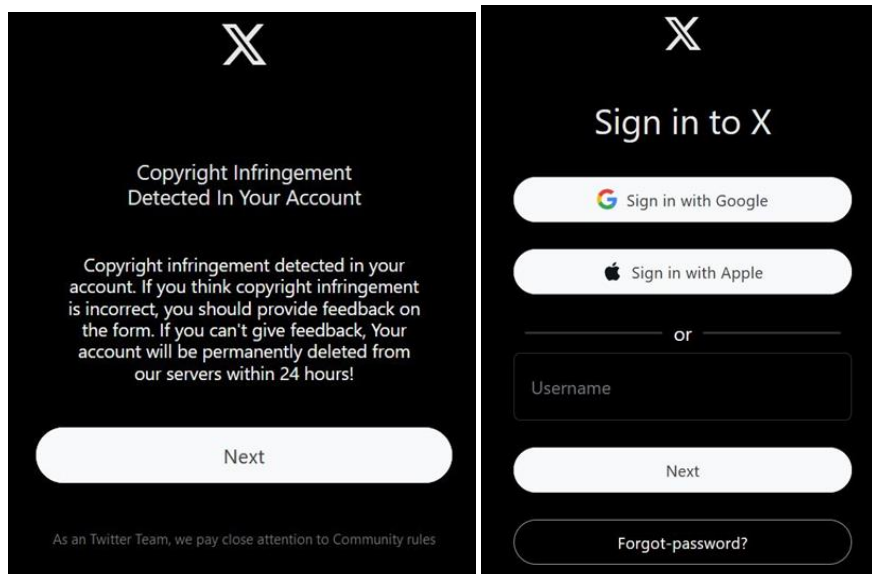 X
Copyright Infringement
Detected In Your Account
Copyright infringement detected in your
account. If you think copyright infringement
is incorrect, you should provide feedback on
the form. If you can't give feedback, Your
account will be permanently deleted from
our servers within 24 hours!
Next
As an Twitter Team, we pay close attention to Community rules
X
Sign in to X
G Sign in with Google
Sign in with Apple
or
Username
Next
Forgot-password?